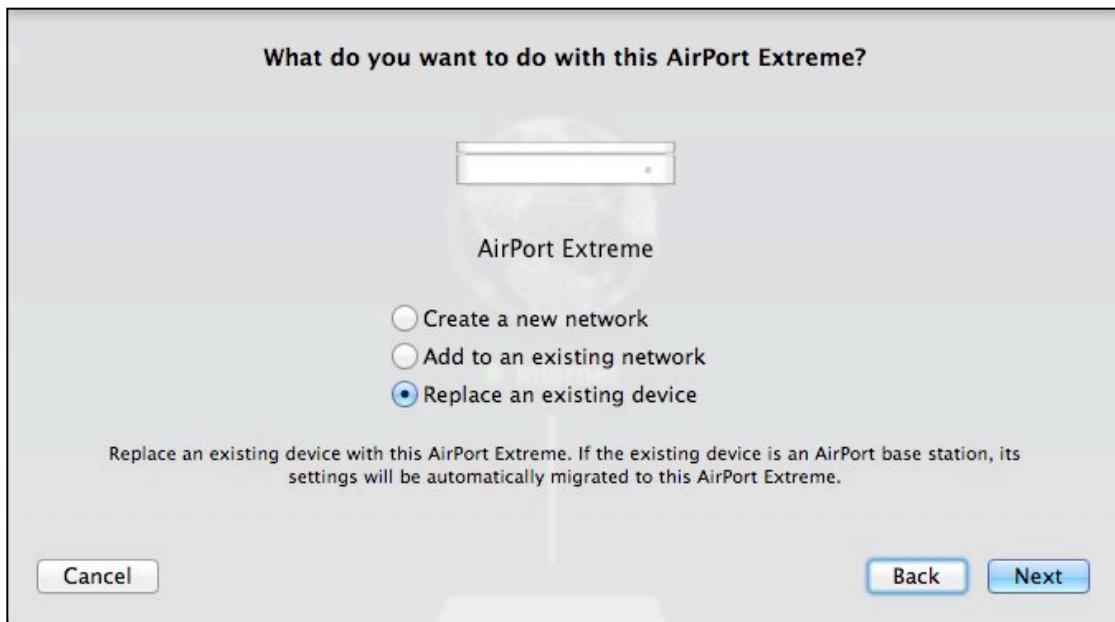 What do you want to do with this AirPort Extreme?
AirPort Extreme
Create a new network
Add to an existing network
Internet
Replace an existing device
Replace an existing device with this AirPort Extreme. If the existing device is an AirPort base station, its
settings will be automatically migrated to this AirPort Extreme.
Cancel
Back
Next